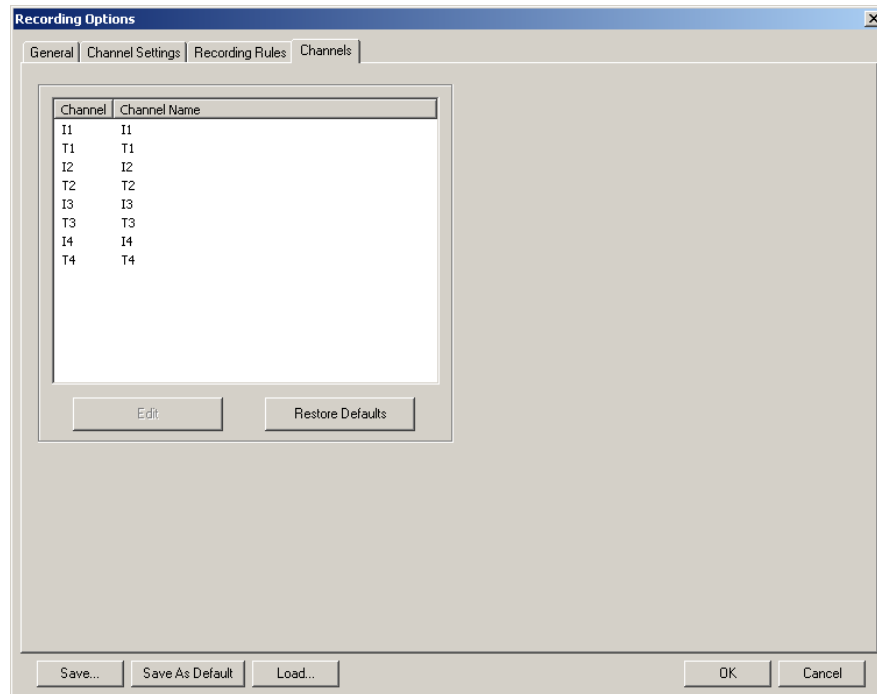 Recording Options
General Channel Settings Recording Rules Channels
Channel Channel Name
I1 I1
T1 T1
I2 I2
T2 T2
I3 I3
T3 T3
I4 I4
T4 T4
Edit Restore Defaults
Save... Save As Default Load... OK Cancel